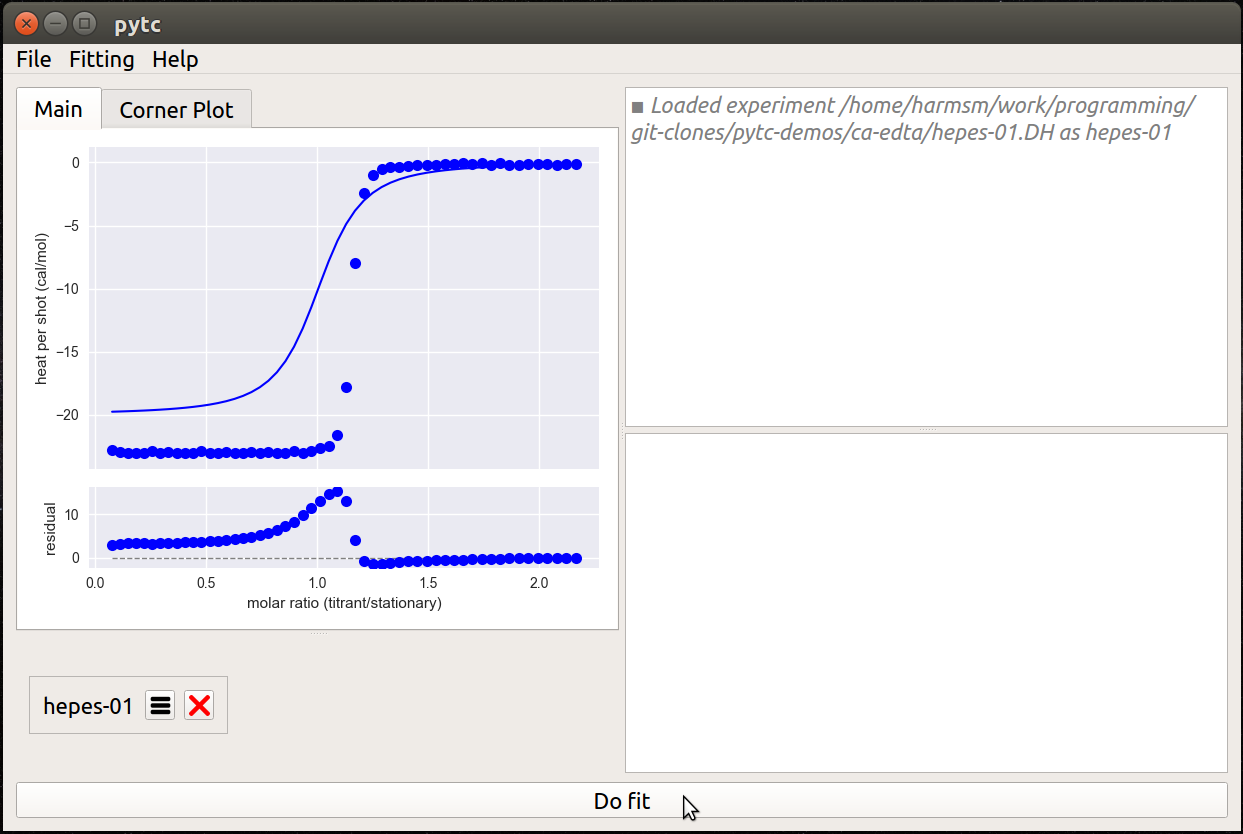 pytc
File Fitting Help
Main Corner Plot
■ Loaded experiment /home/harmsm/work/programming/
git-clones/pytc-demos/ca-edta/hepes-01.DH as hepes-01
0
−5
−10
−15
−20
heat per shot (cal/mol)
10
0
residual
0.0 0.5 1.0 1.5 2.0
molar ratio (titrant/stationary)
hepes-01
Do fit